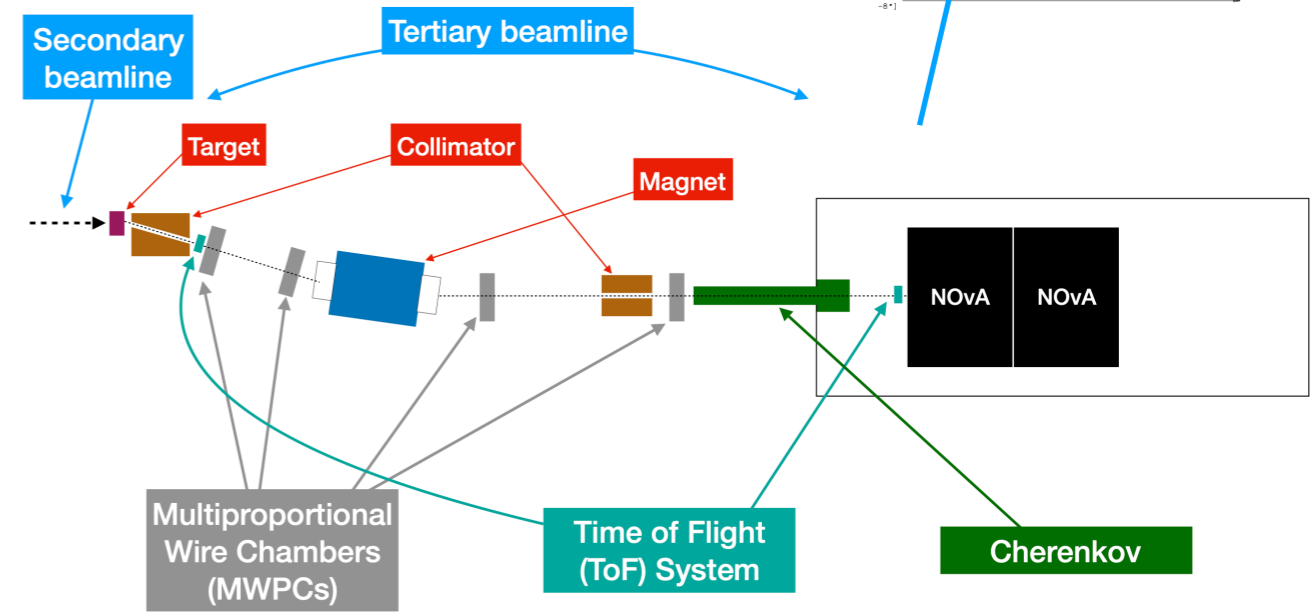 -8°]
Secondary
beamline
Tertiary beamline
Target
Collimator
Magnet
NOvA
NOvA
Multiproportional
Wire Chambers
(MWPCs)
Time of Flight
(ToF) System
Cherenkov